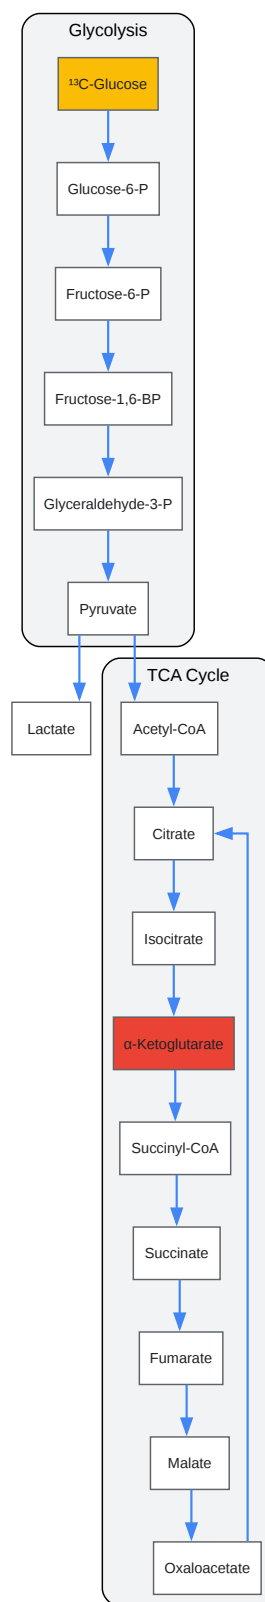 Glycolysis
¹³C-Glucose
Glucose-6-P
Fructose-6-P
Fructose-1,6-BP
Glyceraldehyde-3-P
Pyruvate
TCA Cycle
Lactate
Acetyl-CoA
Citrate
Isocitrate
α-Ketoglutarate
Succinyl-CoA
Succinate
Fumarate
Malate
Oxaloacetate